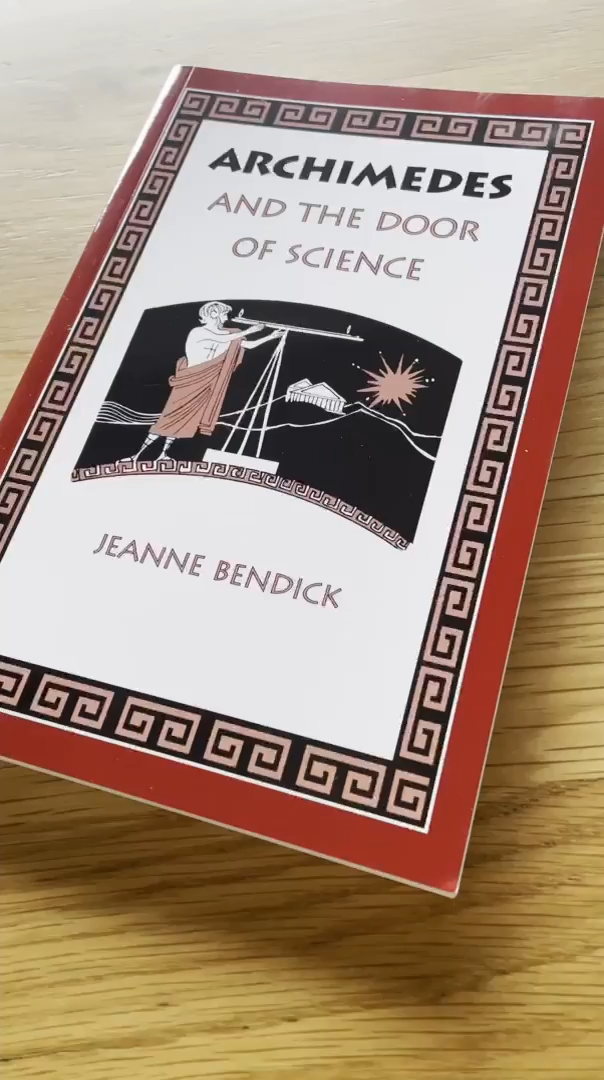 ARCHIMEDES
AND THE DOOR
OF SCIENCE
JEANNE BENDICK